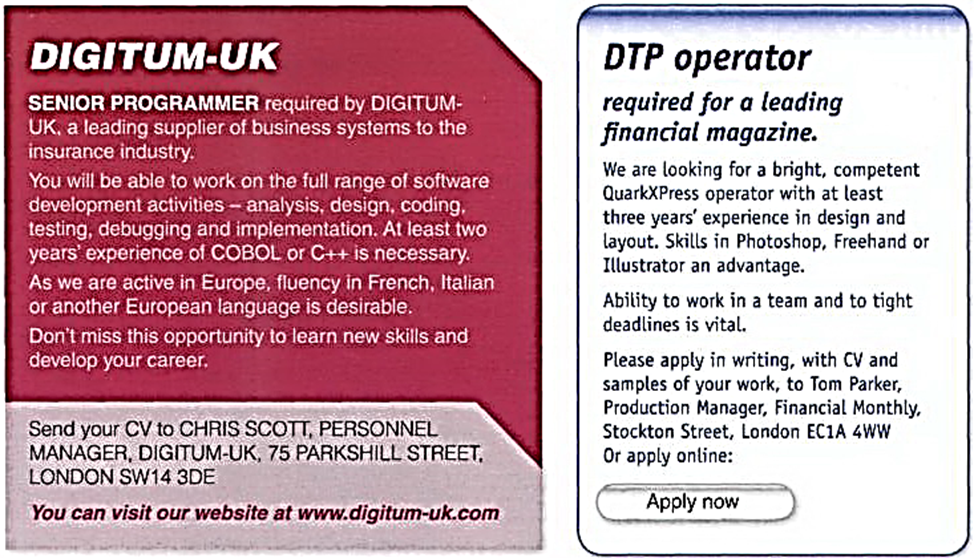 DIGITUM-UK
SENIOR PROGRAMMER required by DIGITUM-
UK, a leading supplier of business systems to the
insurance industry.
You will be able to work on the full range of software
development activities – analysis, design, coding,
testing, debugging and implementation. At least two
years' experience of COBOL or C++ is necessary.
As we are active in Europe, fluency in French, Italian
or another European language is desirable.
Don't miss this opportunity to learn new skills and
develop your career.
Send your CV to CHRIS SCOTT, PERSONNEL
MANAGER, DIGITUM-UK, 75 PARKSHILL STREET,
LONDON SW14 3DE
You can visit our website at www.digitum-uk.com
DTP operator
required for a leading
financial magazine.
We are looking for a bright, competent
QuarkXPress operator with at least
three years' experience in design and
layout. Skills in Photoshop, Freehand or
Illustrator an advantage.
Ability to work in a team and to tight
deadlines is vital.
Please apply in writing, with CV and
samples of your work, to Tom Parker,
Production Manager, Financial Monthly,
Stockton Street, London EC1A 4WW
Or apply online:
Apply now